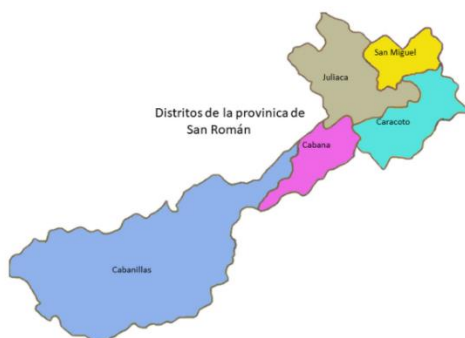 San Miguel
Juliaca
Distritos de la provinica de
San Román
Caracoto
Cabana
Cabanillas